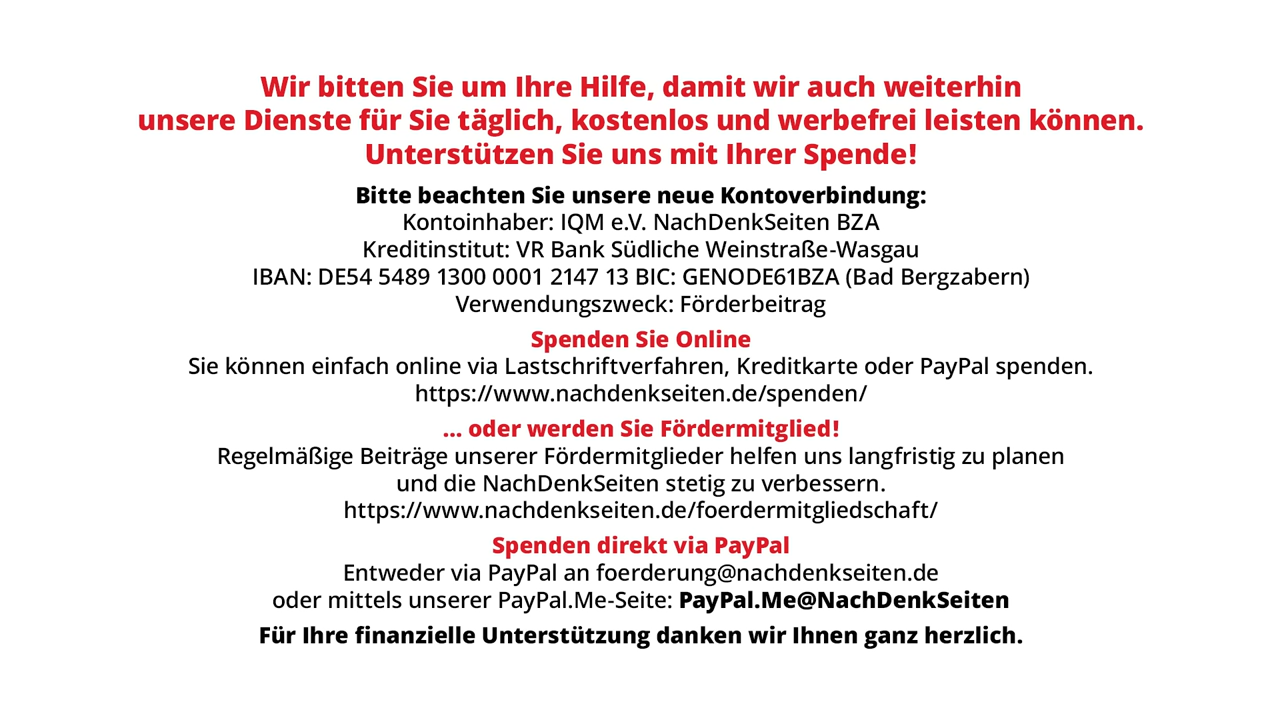 Wir bitten Sie um Ihre Hilfe, damit wir auch weiterhin
unsere Dienste für Sie täglich, kostenlos und werbefrei leisten können.
Unterstützen Sie uns mit Ihrer Spende!
Bitte beachten Sie unsere neue Kontoverbindung:
Kontoinhaber: IQM e.V. NachDenkSeiten BZA
Kreditinstitut: VR Bank Südliche Weinstraße-Wasgau
IBAN: DE54 5489 1300 0001 2147 13 BIC: GENODE61BZA (Bad Bergzabern)
Verwendungszweck: Förderbeitrag
Spenden Sie Online
Sie können einfach online via Lastschriftverfahren, Kreditkarte oder PayPal spenden.
https://www.nachdenkseiten.de/spenden/
... oder werden Sie Fördermitglied!
Regelmäßige Beiträge unserer Fördermitglieder helfen uns langfristig zu planen
und die NachDenkSeiten stetig zu verbessern.
https://www.nachdenkseiten.de/foerdermitgliedschaft/
Spenden direkt via PayPal
Entweder via PayPal an foerderung@nachdenkseiten.de
oder mittels unserer PayPal.Me-Seite: PayPal.Me@NachDenkSeiten
Für Ihre finanzielle Unterstützung danken wir Ihnen ganz herzlich.